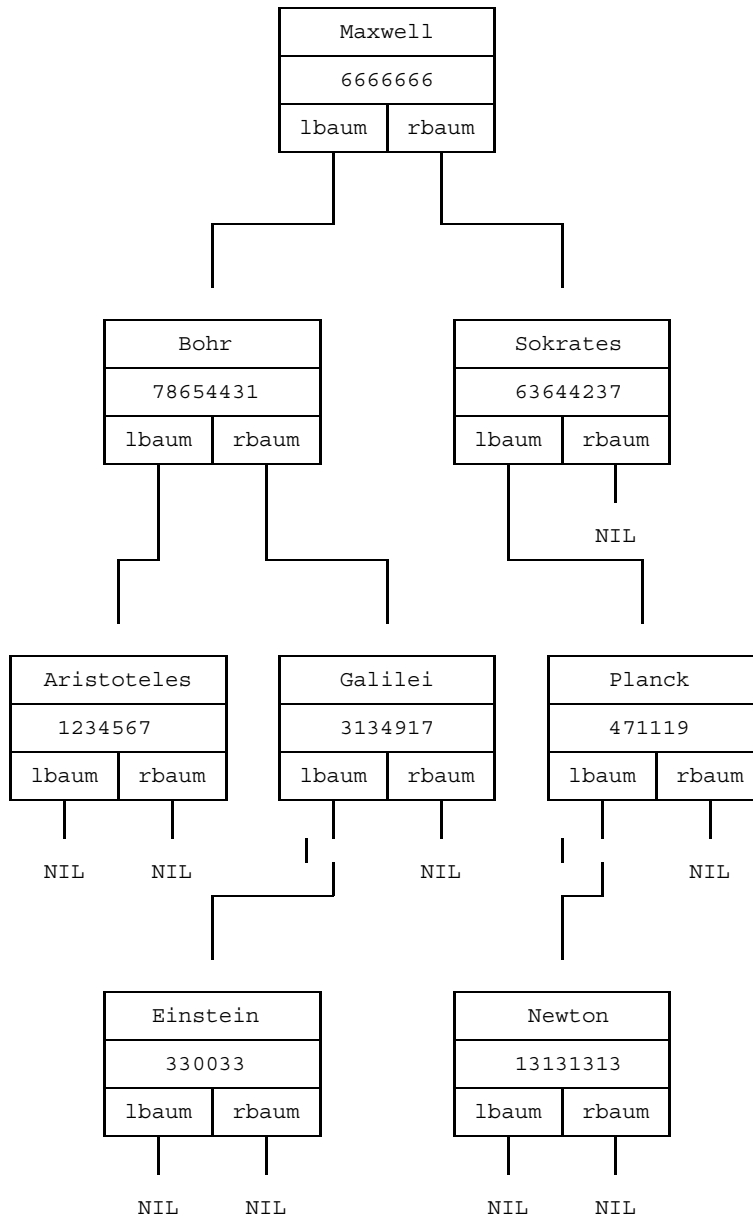 Maxwell
6666666
lbaum rbaum
Bohr Sokrates
78654431 63644237
lbaum rbaum lbaum rbaum
NIL
Aristoteles Galilei Planck
1234567 3134917 471119
lbaum rbaum lbaum rbaum lbaum rbaum
NIL NIL NIL NIL
Einstein Newton
330033 13131313
lbaum rbaum lbaum rbaum
NIL NIL NIL NIL